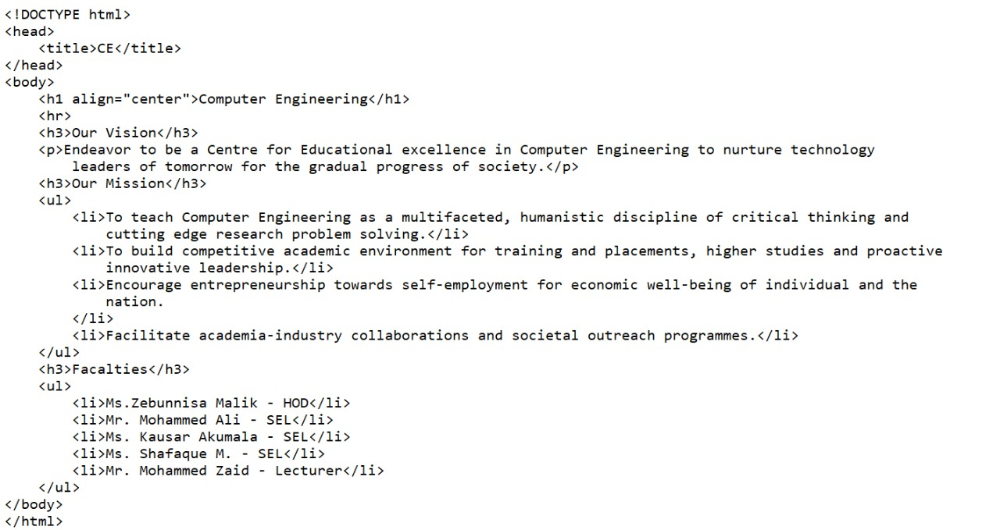 <!DOCTYPE html>
<head>
    <title>CE</title>
</head>
<body>
    <h1 align="center">Computer Engineering</h1>
    <hr>
    <h3>Our Vision</h3>
    <p>Endeavor to be a Centre for Educational excellence in Computer Engineering to nurture technology
        leaders of tomorrow for the gradual progress of society.</p>
    <h3>Our Mission</h3>
    <ul>
        <li>To teach Computer Engineering as a multifaceted, humanistic discipline of critical thinking and
            cutting edge research problem solving.</li>
        <li>To build competitive academic environment for training and placements, higher studies and proactive
            innovative leadership.</li>
        <li>Encourage entrepreneurship towards self-employment for economic well-being of individual and the
            nation.
        </li>
        <li>Facilitate academia-industry collaborations and societal outreach programmes.</li>
    </ul>
    <h3>Facalties</h3>
    <ul>
        <li>Ms.Zebunnisa Malik - HOD</li>
        <li>Mr. Mohammed Ali - SEL</li>
        <li>Ms. Kausar Akumala - SEL</li>
        <li>Ms. Shafaque M. - SEL</li>
        <li>Mr. Mohammed Zaid - Lecturer</li>
    </ul>
</body>
</html>